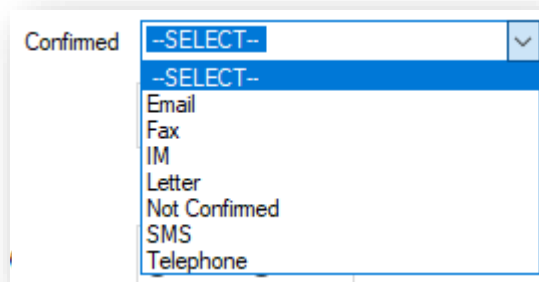 Confirmed --SELECT--
--SELECT--
Email
Fax
IM
Letter
Not Confirmed
SMS
Telephone